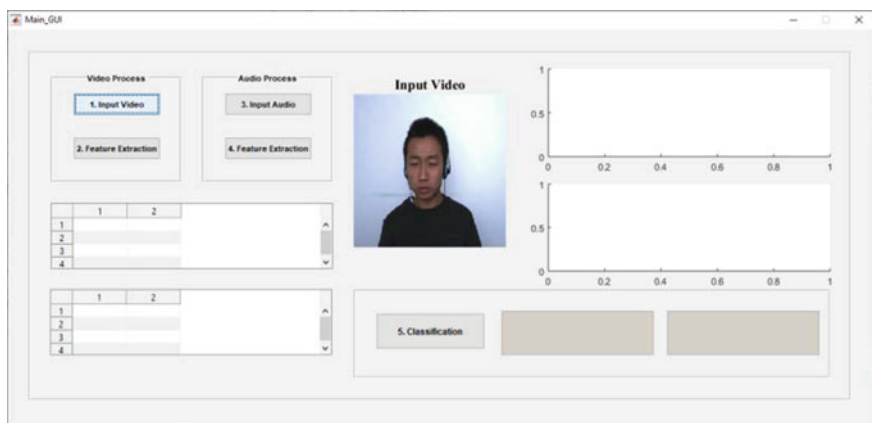 Main_GUI
Video Process
1. Input Video
2. Feature Extraction
Audio Process
3. Input Audio
4. Feature Extraction
Input Video
1
0.5
0
0 0.2 0.4 0.6 0.8 1
1
0.5
0
0 0.2 0.4 0.6 0.8 1
1 2
1
2
3
4
1 2
1
2
3
4
5. Classification